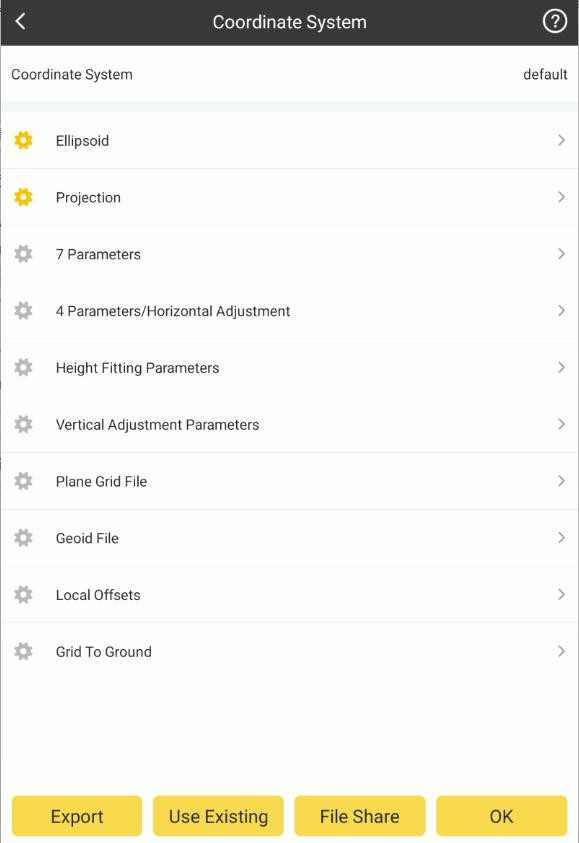 Coordinate System
Coordinate System default
Ellipsoid
Projection
7 Parameters
4 Parameters/Horizontal Adjustment
Height Fitting Parameters
Vertical Adjustment Parameters
Plane Grid File
Geoid File
Local Offsets
Grid To Ground
Export Use Existing File Share OK